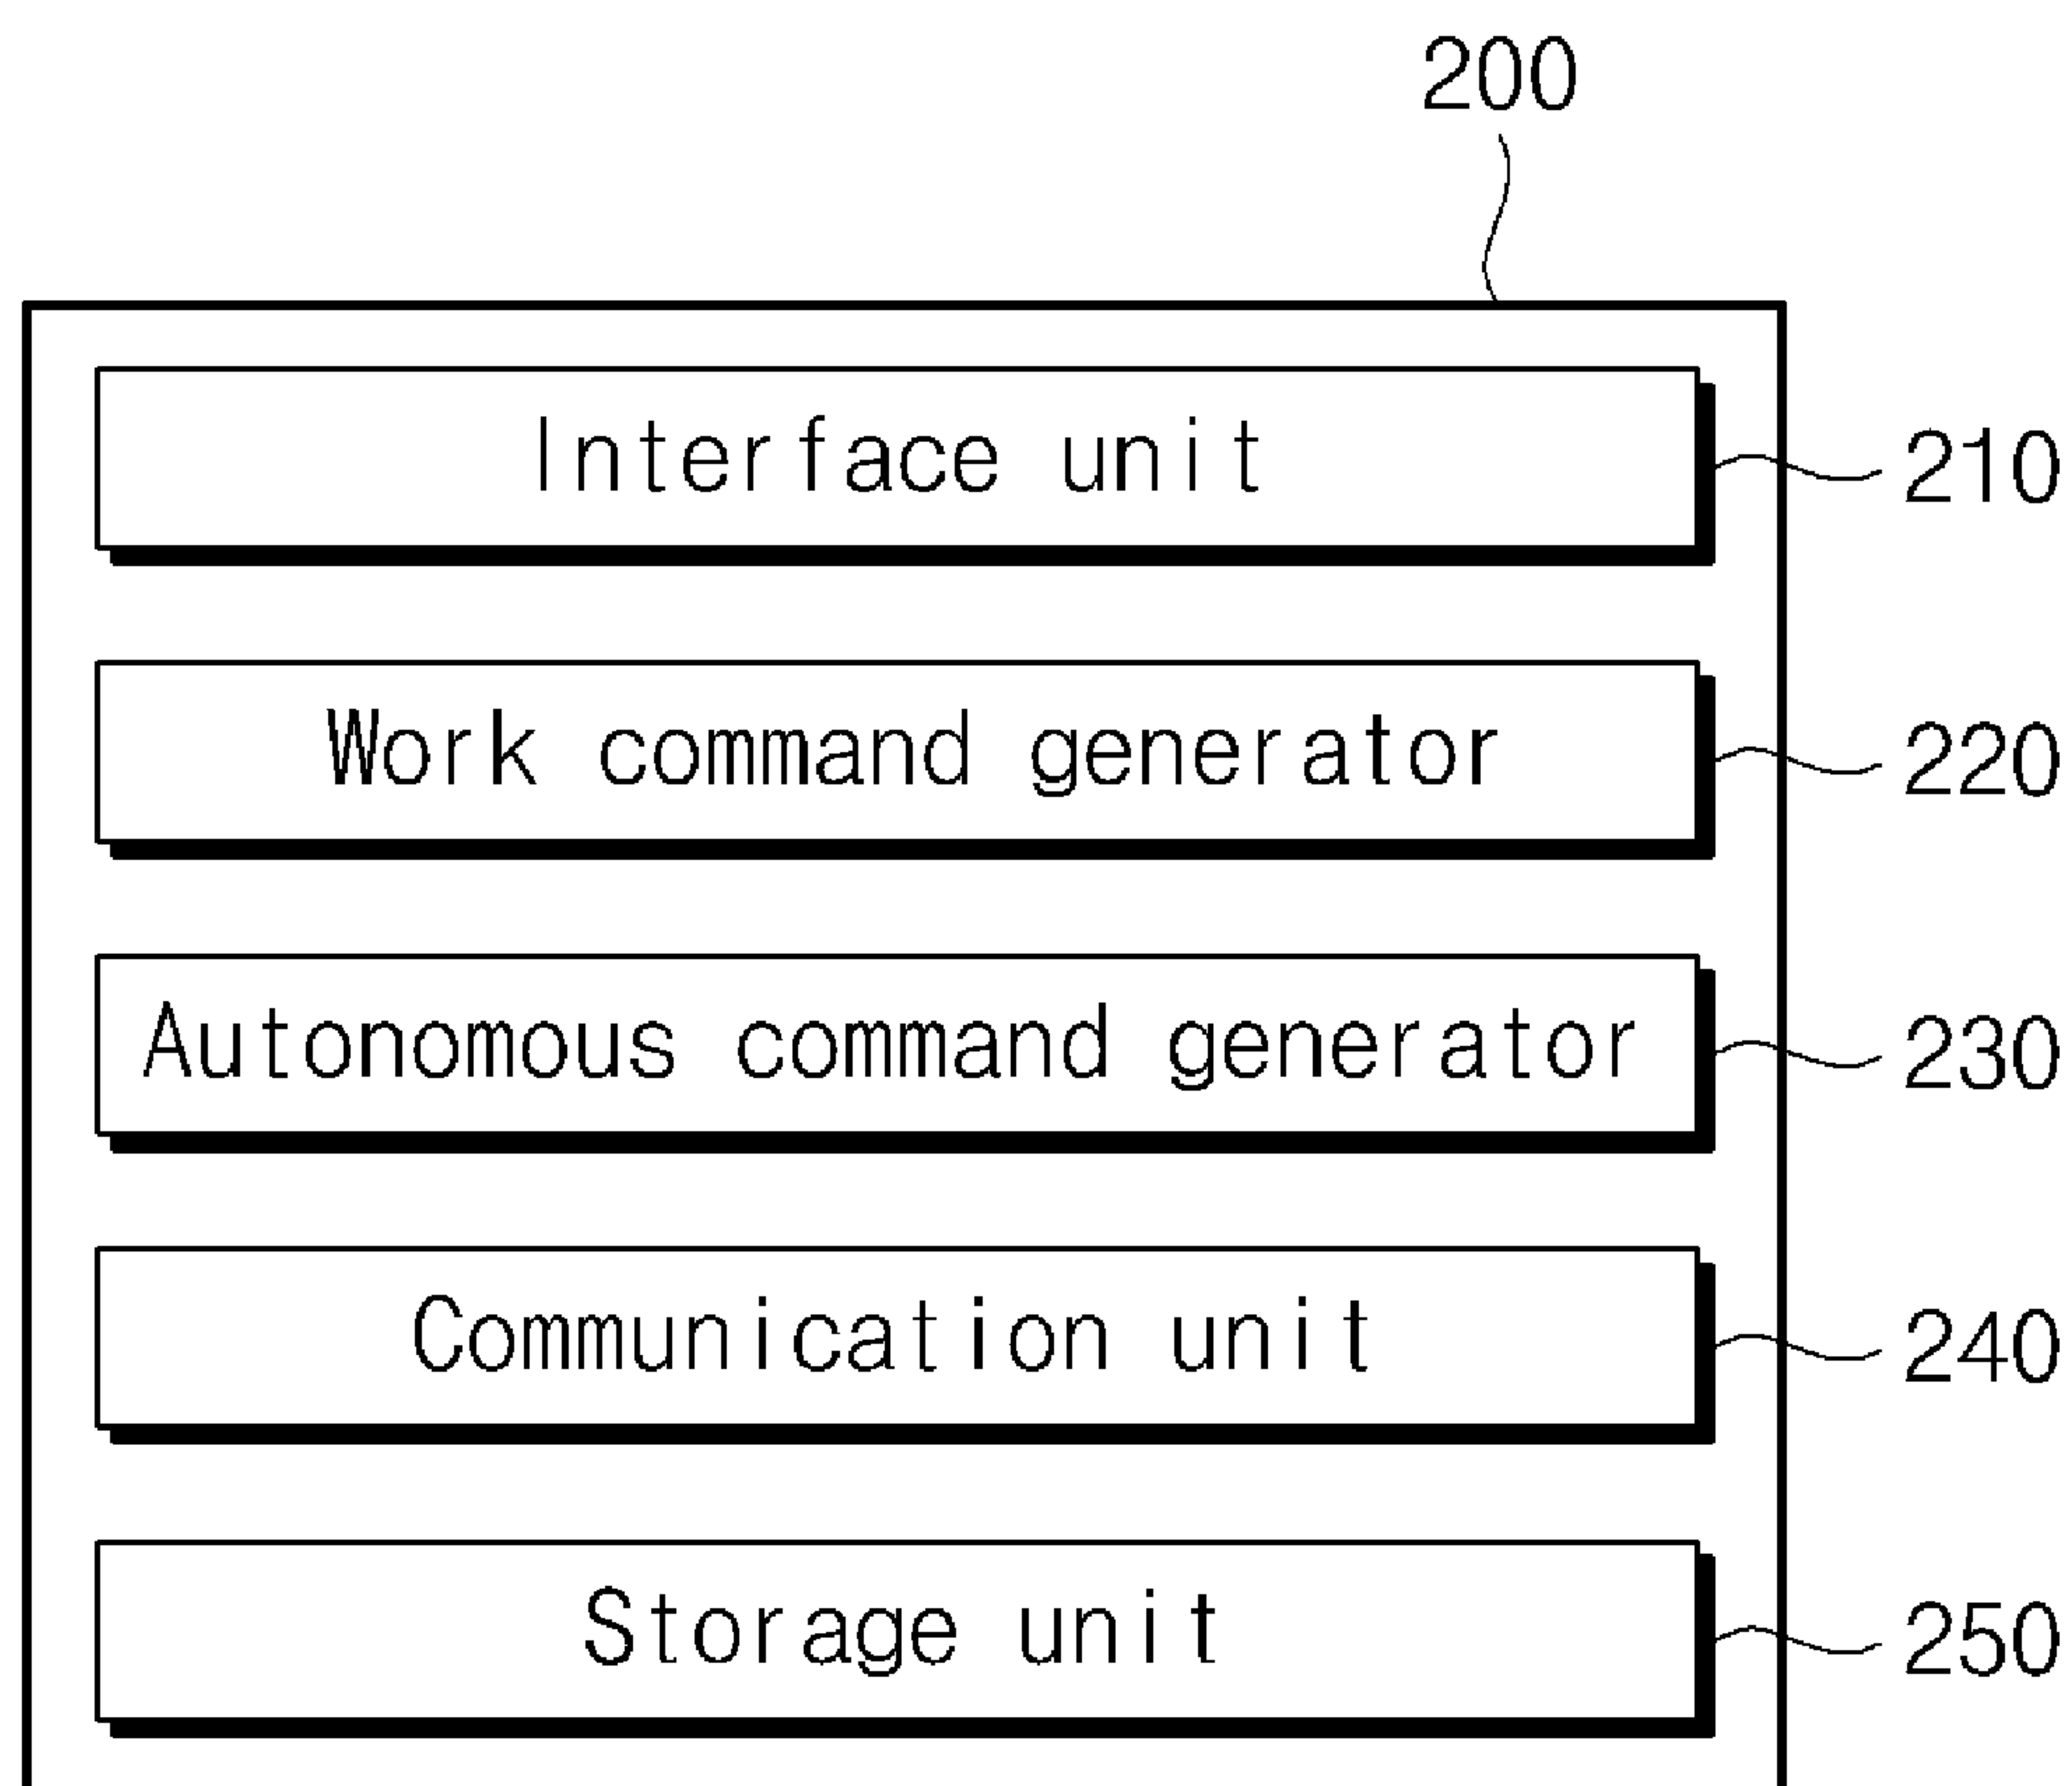 200
Interface unit 210
Work command generator 220
Autonomous command generator 230
Communication unit 240
Storage unit 250